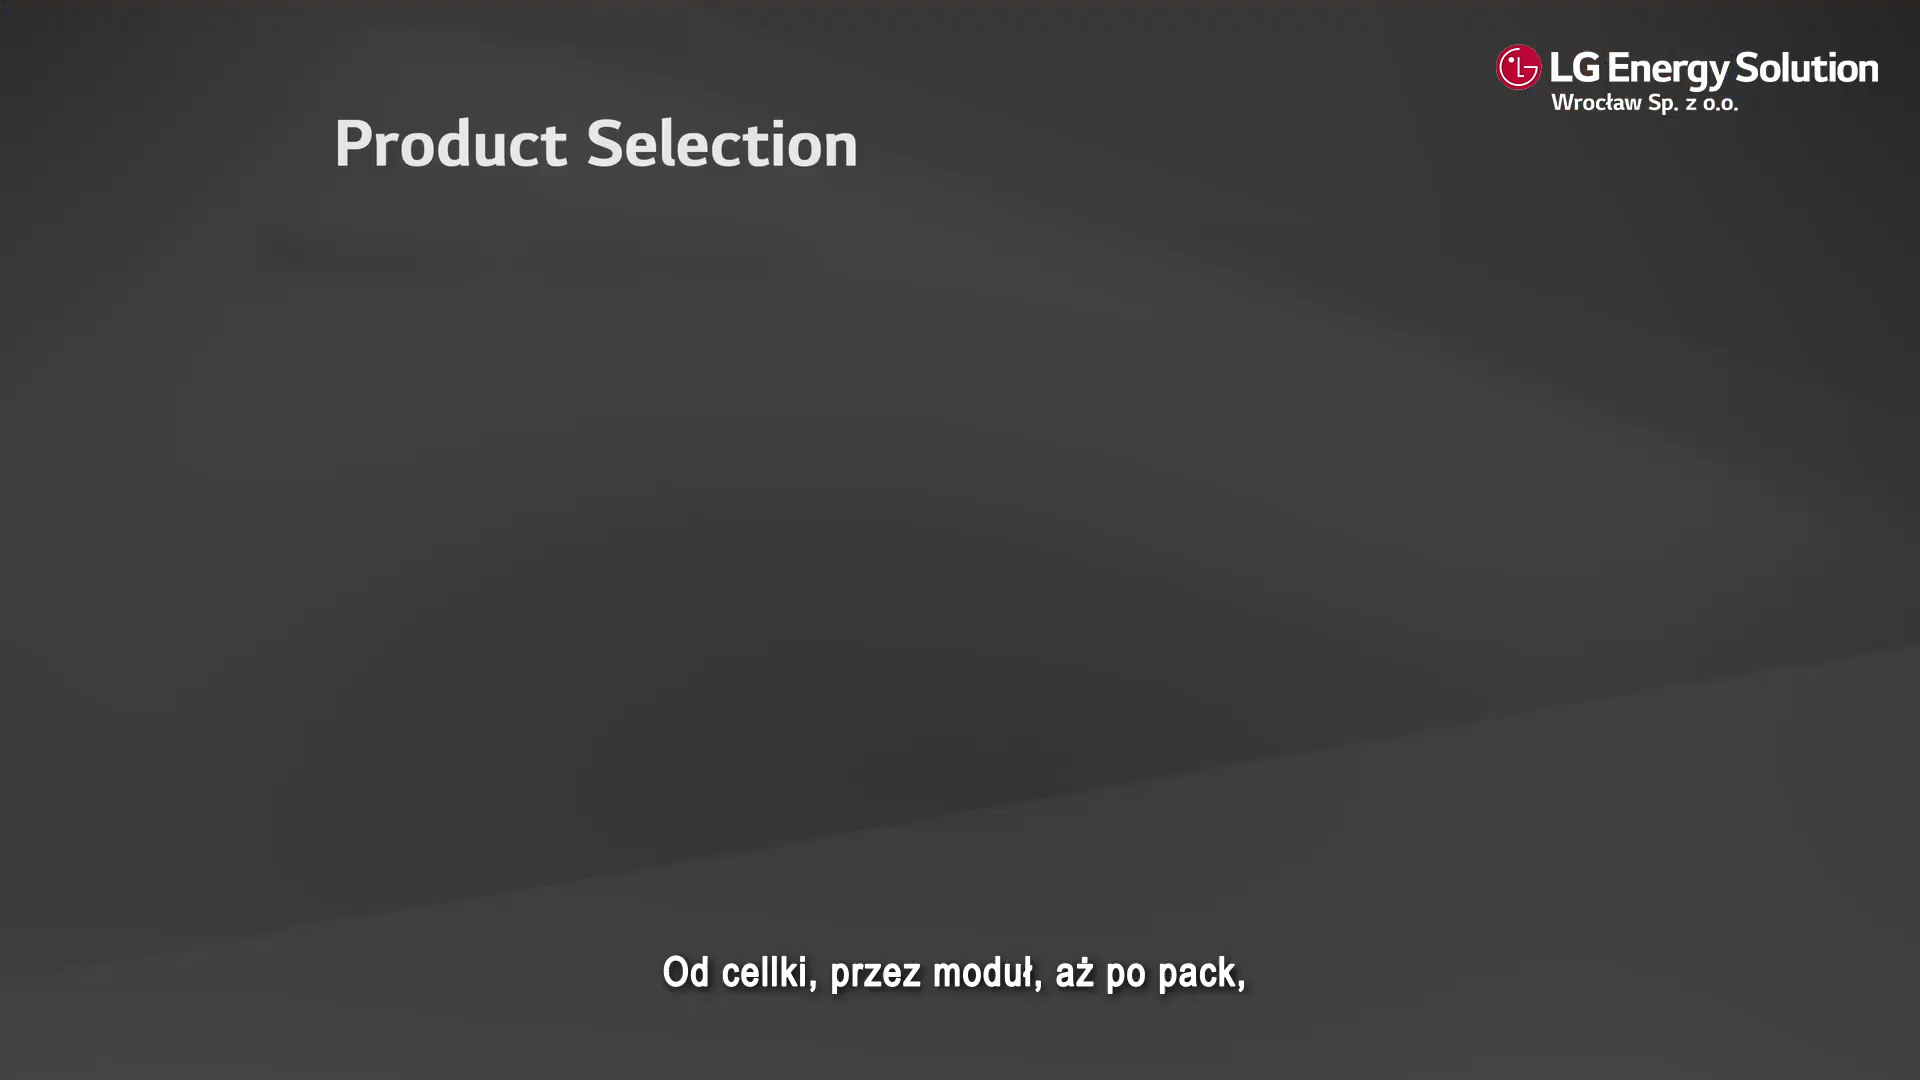 LG Energy Solution
Wrocław Sp. z o.o.
Product Selection
Od cellki, przez moduł, aż po pack,